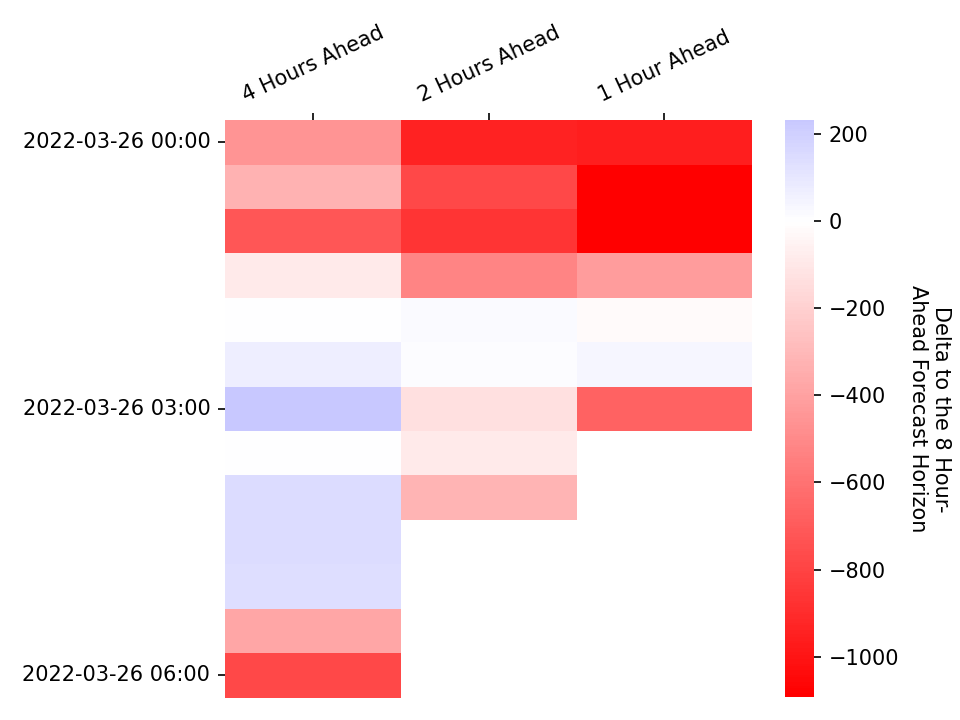 4 Hours Ahead
2 Hours Ahead
1 Hour Ahead
2022-03-26 00:00
2022-03-26 03:00
2022-03-26 06:00
200
0
−200
−400
−600
−800
−1000
Delta to the 8 Hour-
Ahead Forecast Horizon